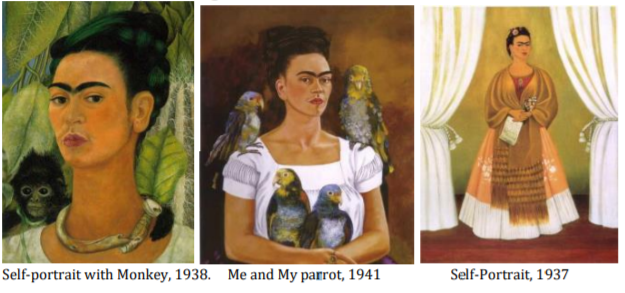 Self-portrait with Monkey, 1938. Me and My parrot, 1941 Self-Portrait, 1937